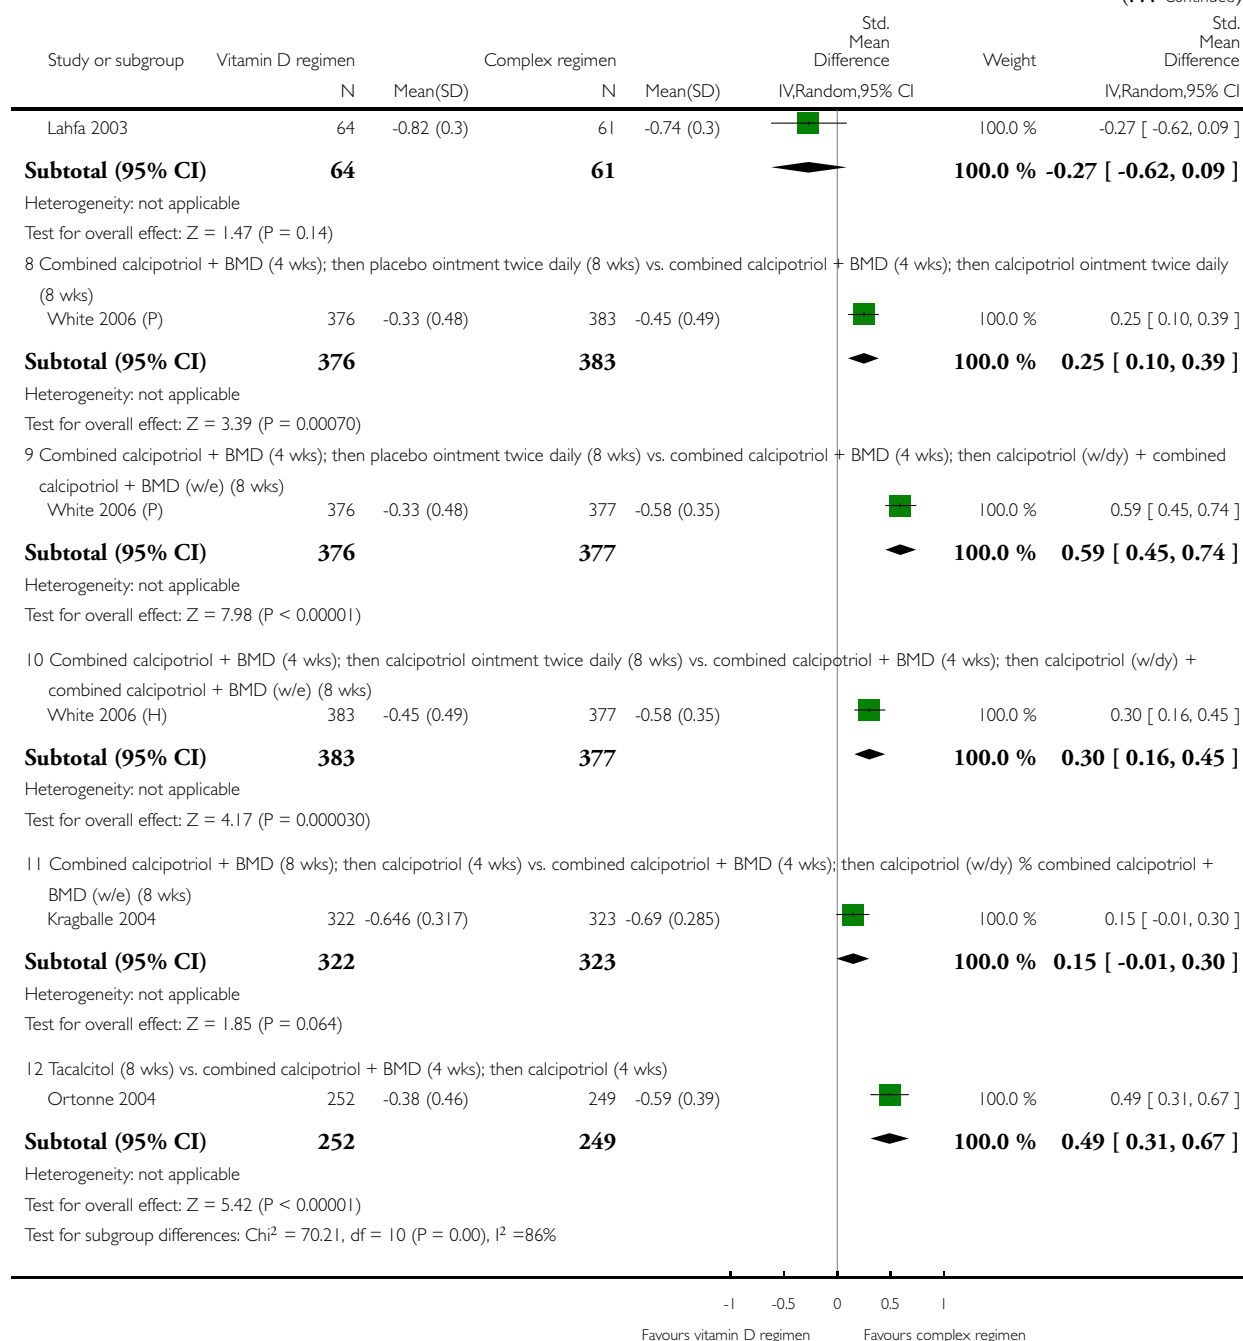 (... Continued)
Study or subgroup Vitamin D regimen Complex regimen Std. Mean Difference Weight Std. Mean Difference
N Mean(SD) N Mean(SD) IV,Random,95% CI IV,Random,95% CI
Lahfa 2003 64 -0.82 (0.3) 61 -0.74 (0.3) 100.0 % -0.27 [ -0.62, 0.09 ]
Subtotal (95% CI) 64 61 100.0 % -0.27 [ -0.62, 0.09 ]
Heterogeneity: not applicable
Test for overall effect: Z = 1.47 (P = 0.14)
8 Combined calcipotriol + BMD (4 wks); then placebo ointment twice daily (8 wks) vs. combined calcipotriol + BMD (4 wks); then calcipotriol ointment twice daily
(8 wks)
White 2006 (P) 376 -0.33 (0.48) 383 -0.45 (0.49) 100.0 % 0.25 [ 0.10, 0.39 ]
Subtotal (95% CI) 376 383 100.0 % 0.25 [ 0.10, 0.39 ]
Heterogeneity: not applicable
Test for overall effect: Z = 3.39 (P = 0.00070)
9 Combined calcipotriol + BMD (4 wks); then placebo ointment twice daily (8 wks) vs. combined calcipotriol + BMD (4 wks); then calcipotriol (w/dy) + combined
calcipotriol + BMD (w/e) (8 wks)
White 2006 (P) 376 -0.33 (0.48) 377 -0.58 (0.35) 100.0 % 0.59 [ 0.45, 0.74 ]
Subtotal (95% CI) 376 377 100.0 % 0.59 [ 0.45, 0.74 ]
Heterogeneity: not applicable
Test for overall effect: Z = 7.98 (P < 0.00001)
10 Combined calcipotriol + BMD (4 wks); then calcipotriol ointment twice daily (8 wks) vs. combined calcipotriol + BMD (4 wks); then calcipotriol (w/dy) +
combined calcipotriol + BMD (w/e) (8 wks)
White 2006 (H) 383 -0.45 (0.49) 377 -0.58 (0.35) 100.0 % 0.30 [ 0.16, 0.45 ]
Subtotal (95% CI) 383 377 100.0 % 0.30 [ 0.16, 0.45 ]
Heterogeneity: not applicable
Test for overall effect: Z = 4.17 (P = 0.000030)
11 Combined calcipotriol + BMD (8 wks); then calcipotriol (4 wks) vs. combined calcipotriol + BMD (4 wks); then calcipotriol (w/dy) % combined calcipotriol +
BMD (w/e) (8 wks)
Kragballe 2004 322 -0.646 (0.317) 323 -0.69 (0.285) 100.0 % 0.15 [ -0.01, 0.30 ]
Subtotal (95% CI) 322 323 100.0 % 0.15 [ -0.01, 0.30 ]
Heterogeneity: not applicable
Test for overall effect: Z = 1.85 (P = 0.064)
12 Tacalcitol (8 wks) vs. combined calcipotriol + BMD (4 wks); then calcipotriol (4 wks)
Ortonne 2004 252 -0.38 (0.46) 249 -0.59 (0.39) 100.0 % 0.49 [ 0.31, 0.67 ]
Subtotal (95% CI) 252 249 100.0 % 0.49 [ 0.31, 0.67 ]
Heterogeneity: not applicable
Test for overall effect: Z = 5.42 (P < 0.00001)
Test for subgroup differences: Chi² = 70.21, df = 10 (P = 0.00), I² =86%
-1 -0.5 0 0.5 1
Favours vitamin D regimen Favours complex regimen